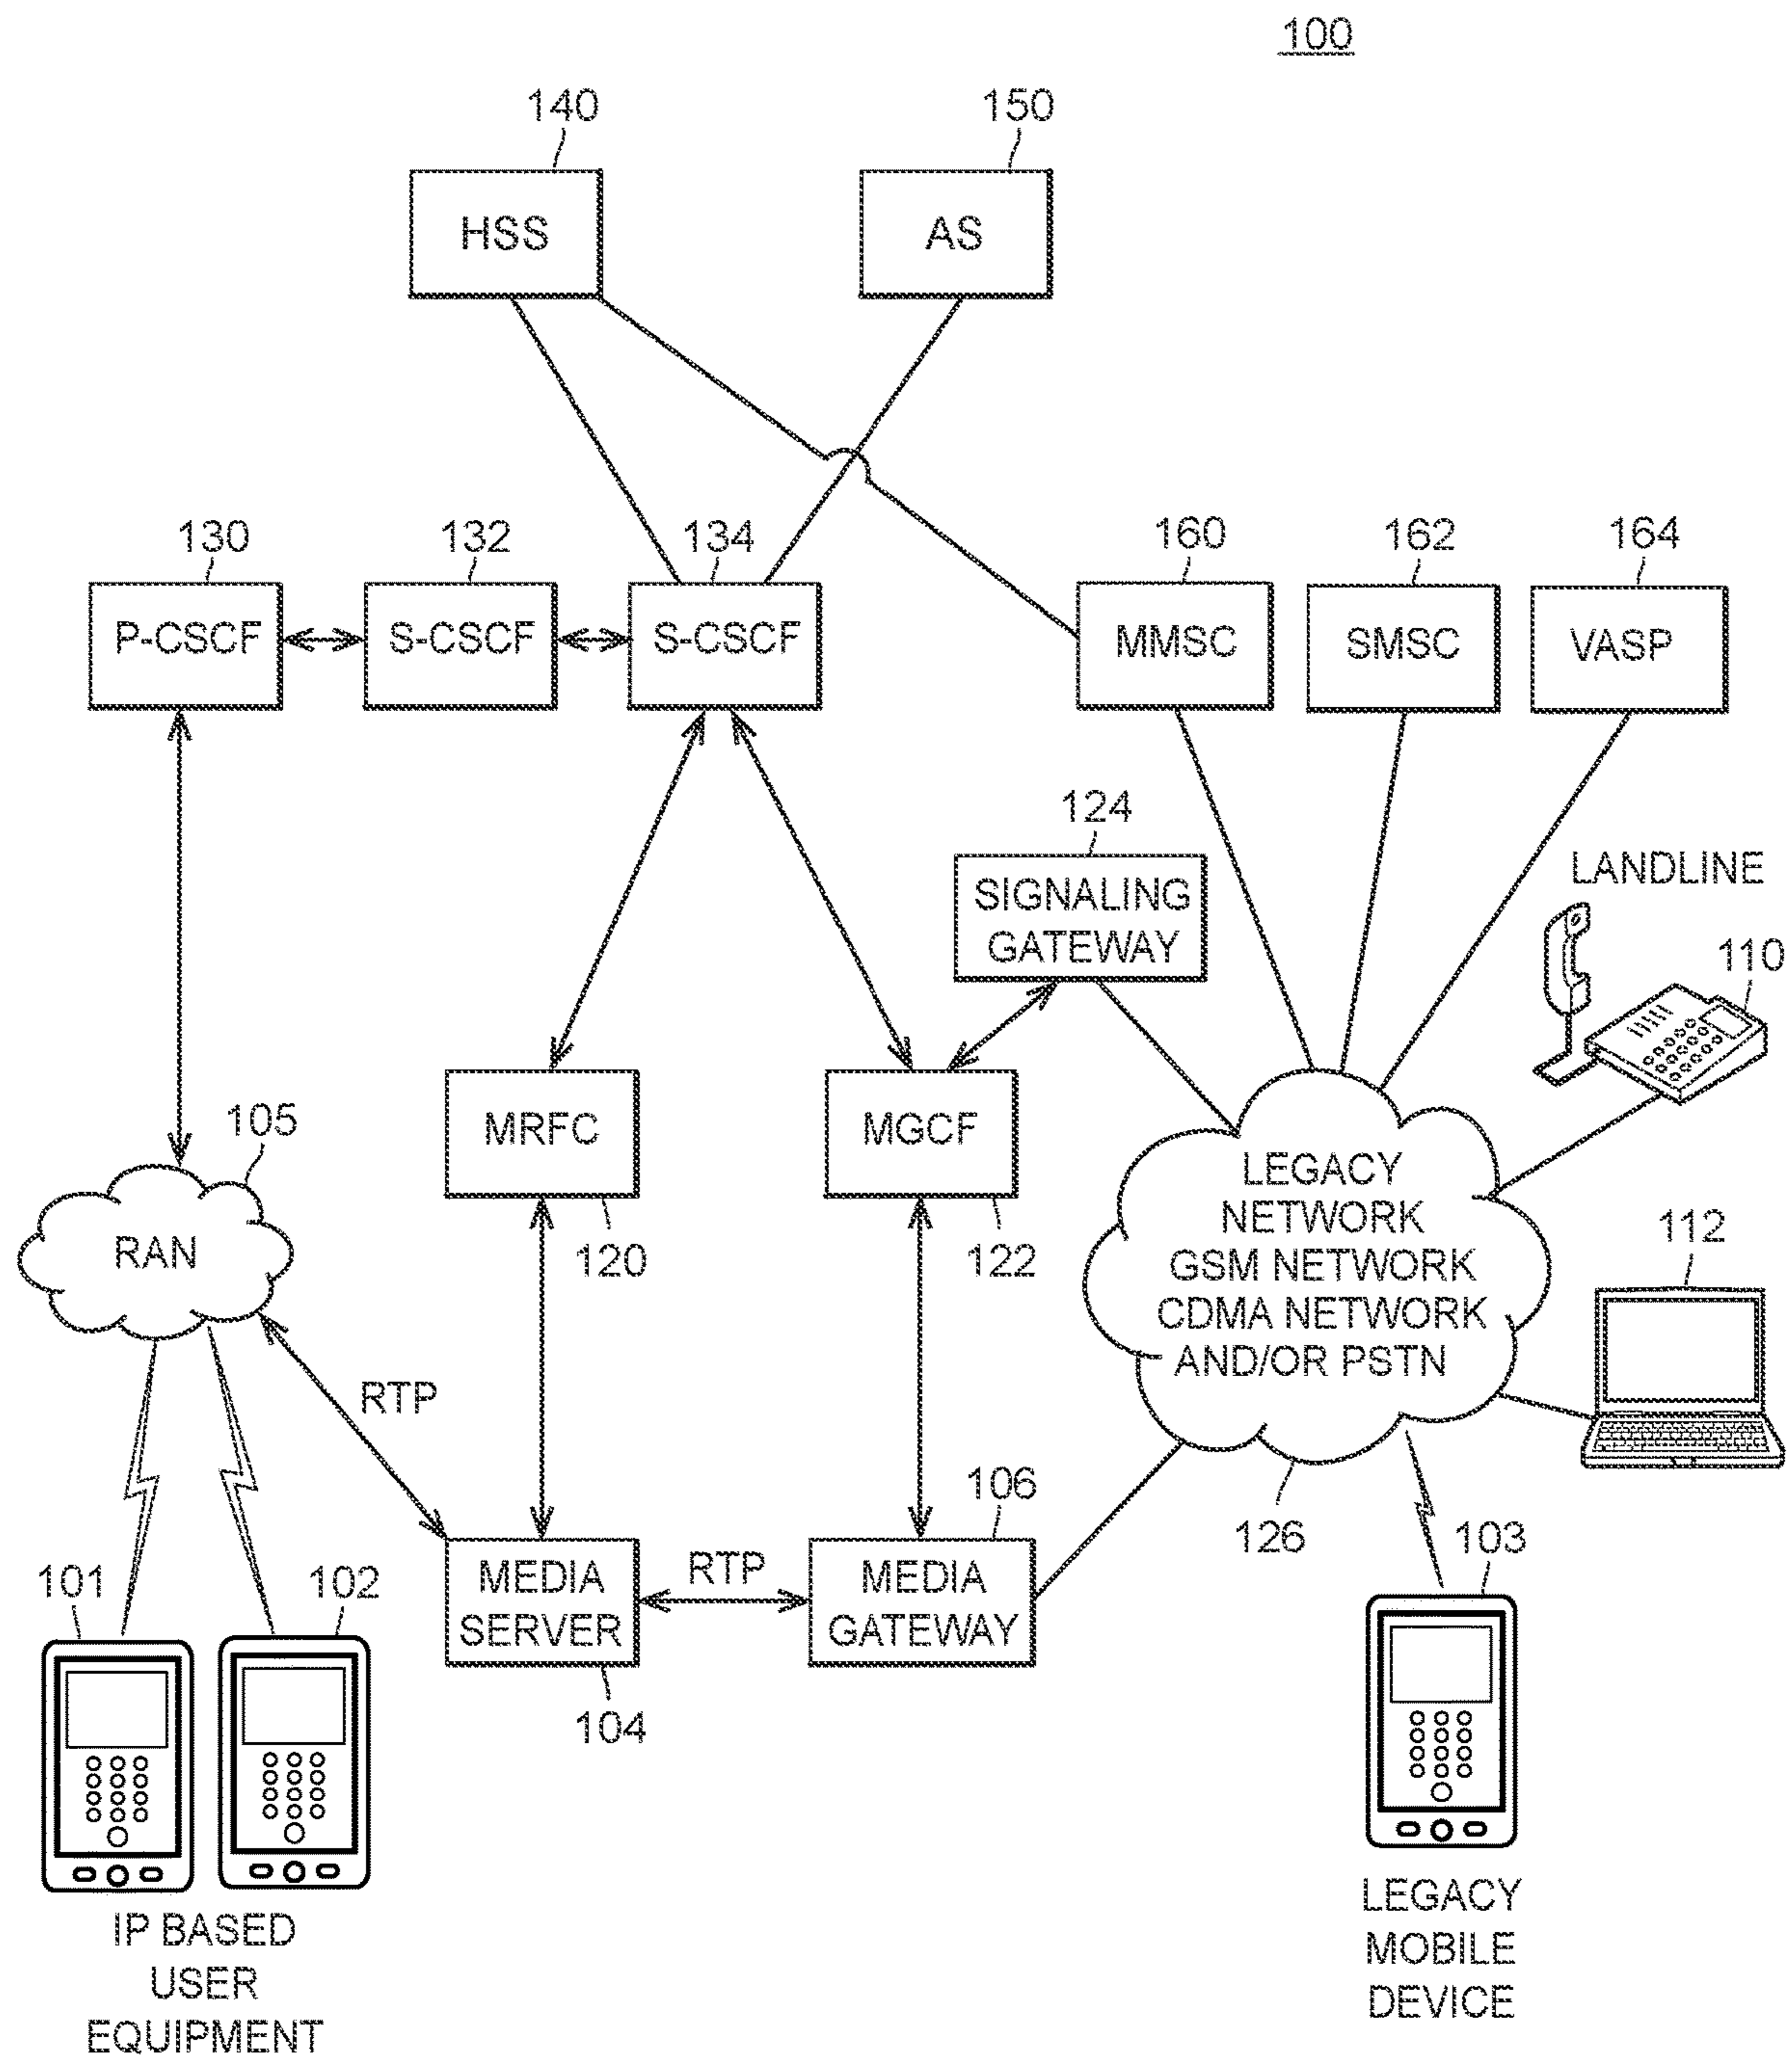 100
140
150
HSS
AS
130
132
134
160
162
164
P-CSCF
S-CSCF
S-CSCF
MMSC
SMSC
VASP
124
SIGNALING
GATEWAY
LANDLINE
110
105
RAN
MRFC
120
MGCF
122
LEGACY
NETWORK
GSM NETWORK
CDMA NETWORK
AND/OR PSTN
126
112
RTP
106
RTP
101
102
MEDIA
SERVER
104
MEDIA
GATEWAY
103
IP BASED
USER
EQUIPMENT
LEGACY
MOBILE
DEVICE